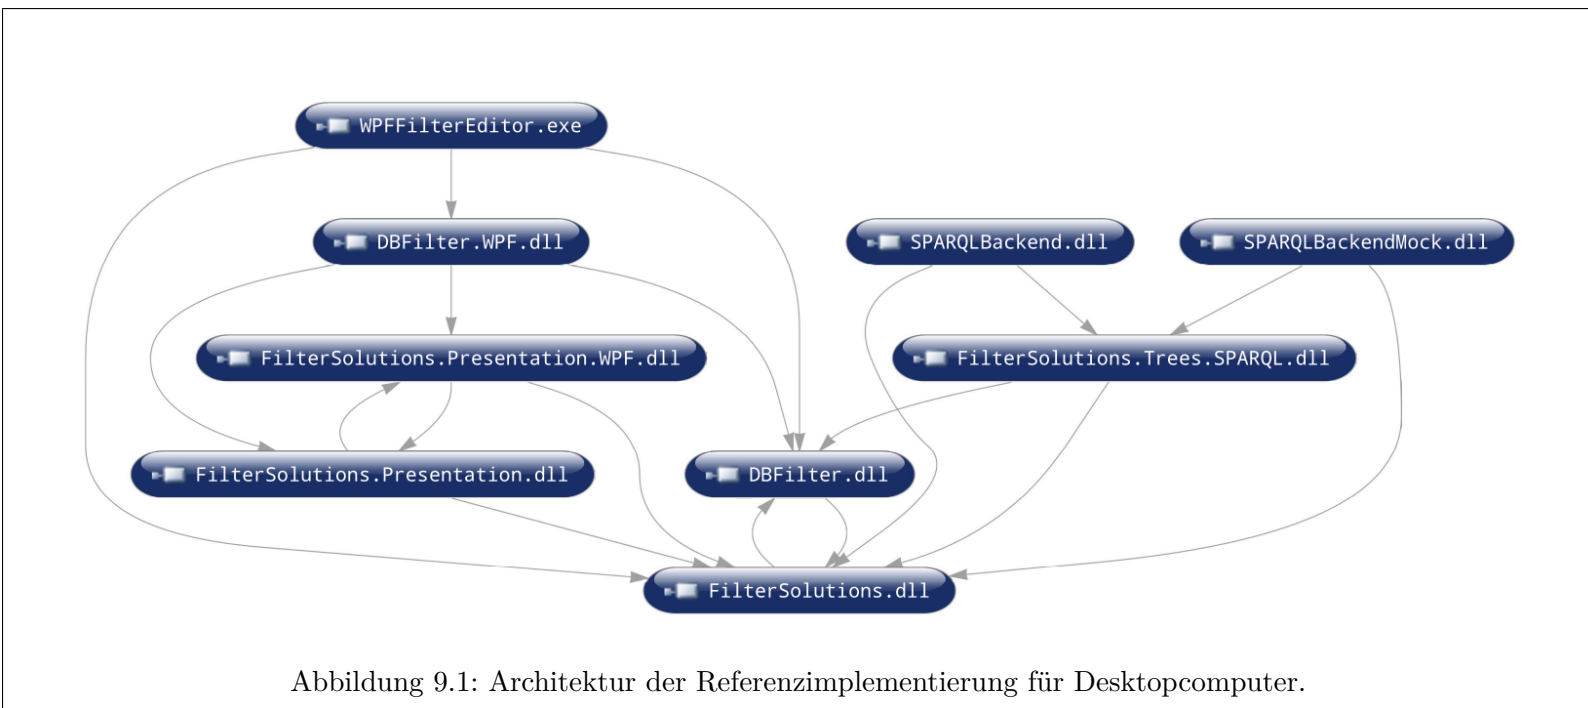 WPFFilterEditor.exe
DBFilter.WPF.dll
SPARQLBackend.dll
SPARQLBackendMock.dll
FilterSolutions.Presentation.WPF.dll
FilterSolutions.Trees.SPARQL.dll
FilterSolutions.Presentation.dll
DBFilter.dll
FilterSolutions.dll
Abbildung 9.1: Architektur der Referenzimplementierung für Desktopcomputer.